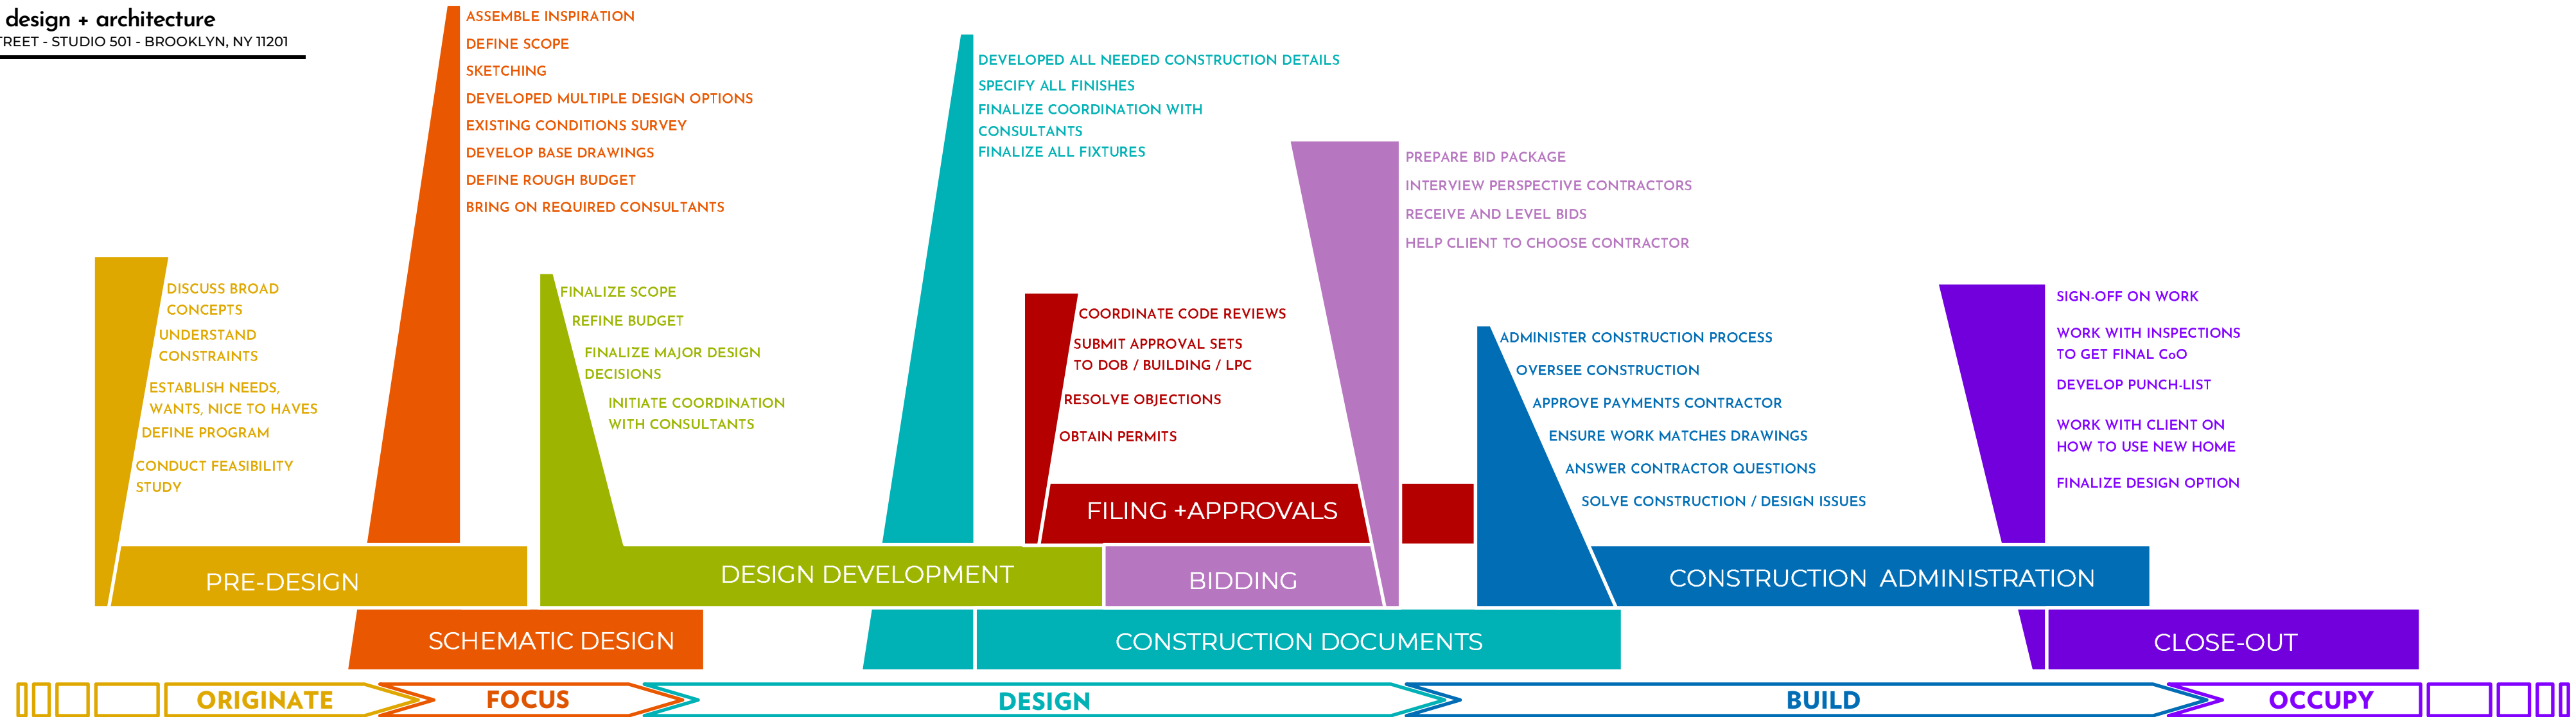 design + architecture
TREET - STUDIO 501 - BROOKLYN, NY 11201
DISCUSS BROAD
CONCEPTS
UNDERSTAND
CONSTRAINTS
ESTABLISH NEEDS,
WANTS, NICE TO HAVES
DEFINE PROGRAM
CONDUCT FEASIBILITY
STUDY
ASSEMBLE INSPIRATION
DEFINE SCOPE
SKETCHING
DEVELOPED MULTIPLE DESIGN OPTIONS
EXISTING CONDITIONS SURVEY
DEVELOP BASE DRAWINGS
DEFINE ROUGH BUDGET
BRING ON REQUIRED CONSULTANTS
FINALIZE SCOPE
REFINE BUDGET
FINALIZE MAJOR DESIGN
DECISIONS
INITIATE COORDINATION
WITH CONSULTANTS
DEVELOPED ALL NEEDED CONSTRUCTION DETAILS
SPECIFY ALL FINISHES
FINALIZE COORDINATION WITH
CONSULTANTS
FINALIZE ALL FIXTURES
COORDINATE CODE REVIEWS
SUBMIT APPROVAL SETS
TO DOB / BUILDING / LPC
RESOLVE OBJECTIONS
OBTAIN PERMITS
PREPARE BID PACKAGE
INTERVIEW PERSPECTIVE CONTRACTORS
RECEIVE AND LEVEL BIDS
HELP CLIENT TO CHOOSE CONTRACTOR
ADMINISTER CONSTRUCTION PROCESS
OVERSEE CONSTRUCTION
APPROVE PAYMENTS CONTRACTOR
ENSURE WORK MATCHES DRAWINGS
ANSWER CONTRACTOR QUESTIONS
SOLVE CONSTRUCTION / DESIGN ISSUES
SIGN-OFF ON WORK
WORK WITH INSPECTIONS
TO GET FINAL CoO
DEVELOP PUNCH-LIST
WORK WITH CLIENT ON
HOW TO USE NEW HOME
FINALIZE DESIGN OPTION
FILING +APPROVALS
PRE-DESIGN
DESIGN DEVELOPMENT
BIDDING
CONSTRUCTION ADMINISTRATION
SCHEMATIC DESIGN
CONSTRUCTION DOCUMENTS
CLOSE-OUT
ORIGINATE
FOCUS
DESIGN
BUILD
OCCUPY